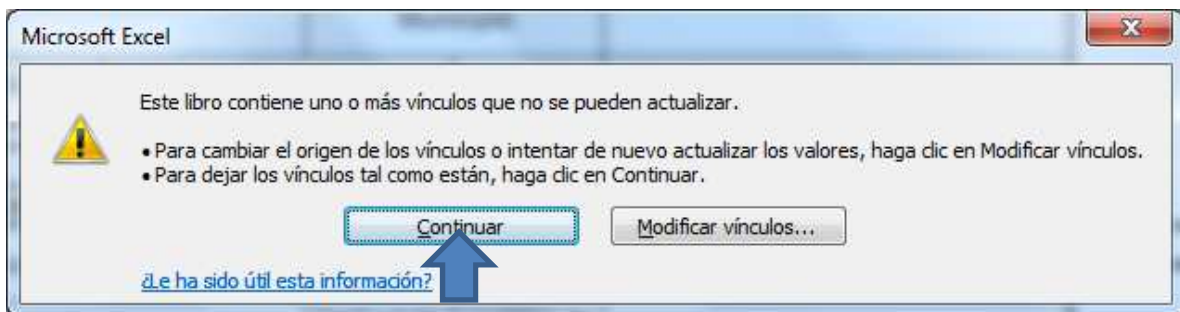 Microsoft Excel
Este libro contiene uno o más vínculos que no se pueden actualizar.
• Para cambiar el origen de los vínculos o intentar de nuevo actualizar los valores, haga clic en Modificar vínculos.
• Para dejar los vínculos tal como están, haga clic en Continuar.
Continuar
Modificar vínculos...
¿Le ha sido útil esta información?